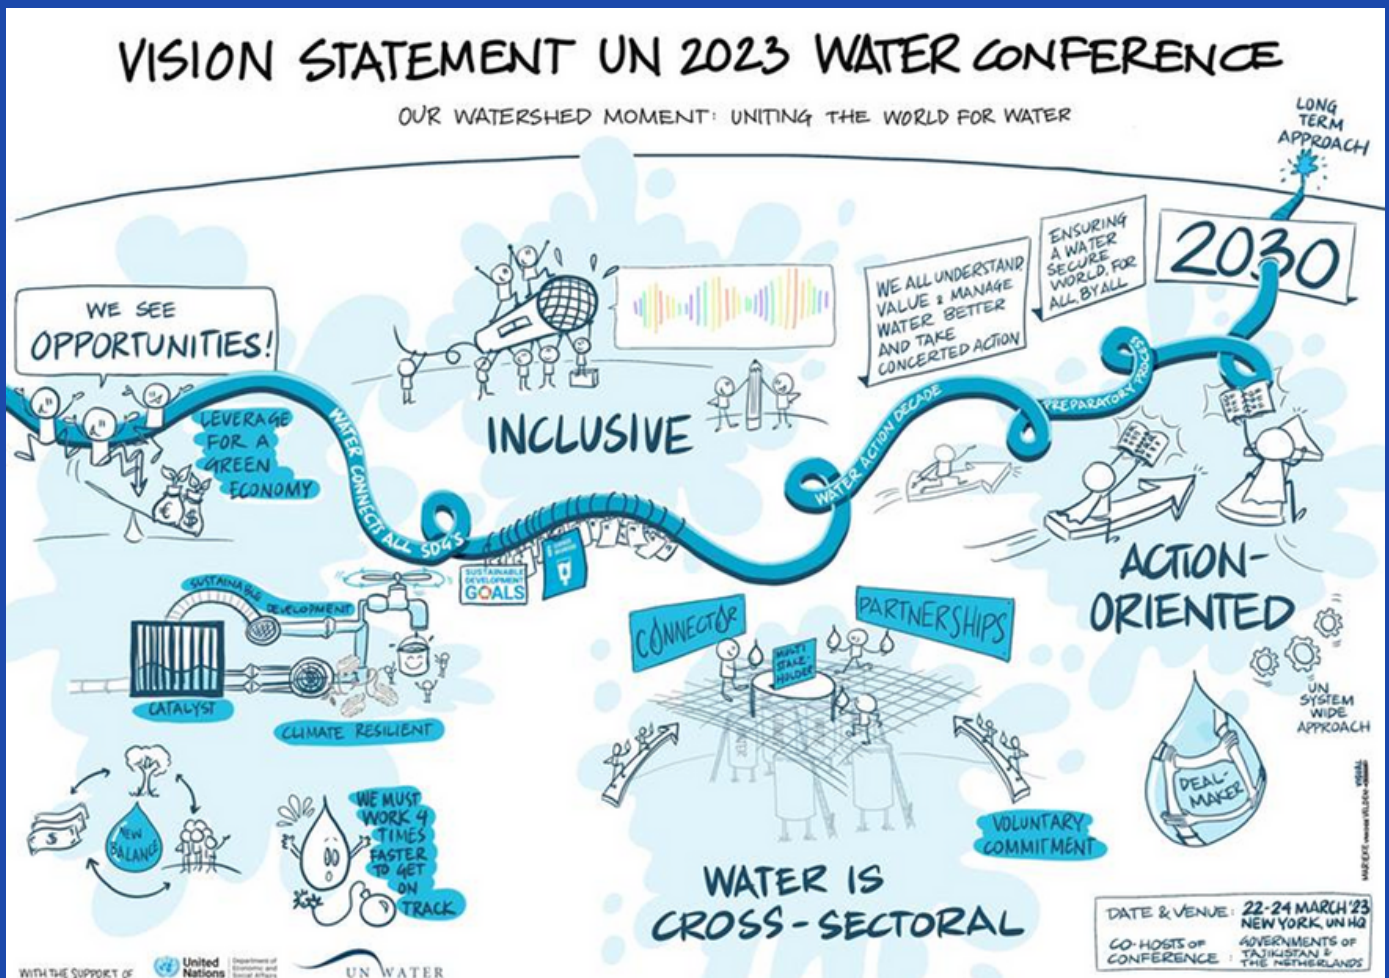 VISION STATEMENT UN 2023 WATER CONFERENCE
OUR WATERSHED MOMENT: UNITING THE WORLD FOR WATER
LONG
TERM
APPROACH
2030
ENSURING
A WATER
SECURE
WORLD, FOR
ALL, BY ALL
WE ALL UNDERSTAND,
VALUE & MANAGE
WATER BETTER
AND TAKE
CONCERTED ACTION
WE SEE
OPPORTUNITIES!
LEVERAGE
FOR A
GREEN
ECONOMY
€ $
WATER CONNECTS ALL SDG'S
INCLUSIVE
WATER ACTION DECADE
PREPARATORY PROCESS
SUSTAINABLE
DEVELOPMENT
GOALS
ACTION-
ORIENTED
SUSTAINABLE DEVELOPMENT
CATALYST
CLIMATE RESILIENT
CONNECTOR
PARTNERSHIPS
MULTI
STAKE-
HOLDER
UN
SYSTEM
WIDE
APPROACH
DEAL-
MAKER
$
NEW
BALANCE
WE MUST
WORK 4
TIMES
FASTER
TO GET
ON
TRACK
VOLUNTARY
COMMITMENT
WATER IS
CROSS-SECTORAL
DATE & VENUE: 22-24 MARCH '23
NEW YORK, UN HQ
CO-HOSTS OF
CONFERENCE :
GOVERNMENTS OF
TAJIKISTAN &
THE NETHERLANDS
WITH THE SUPPORT OF
United
Nations
Department of
Economic and
Social Affairs
UN WATER